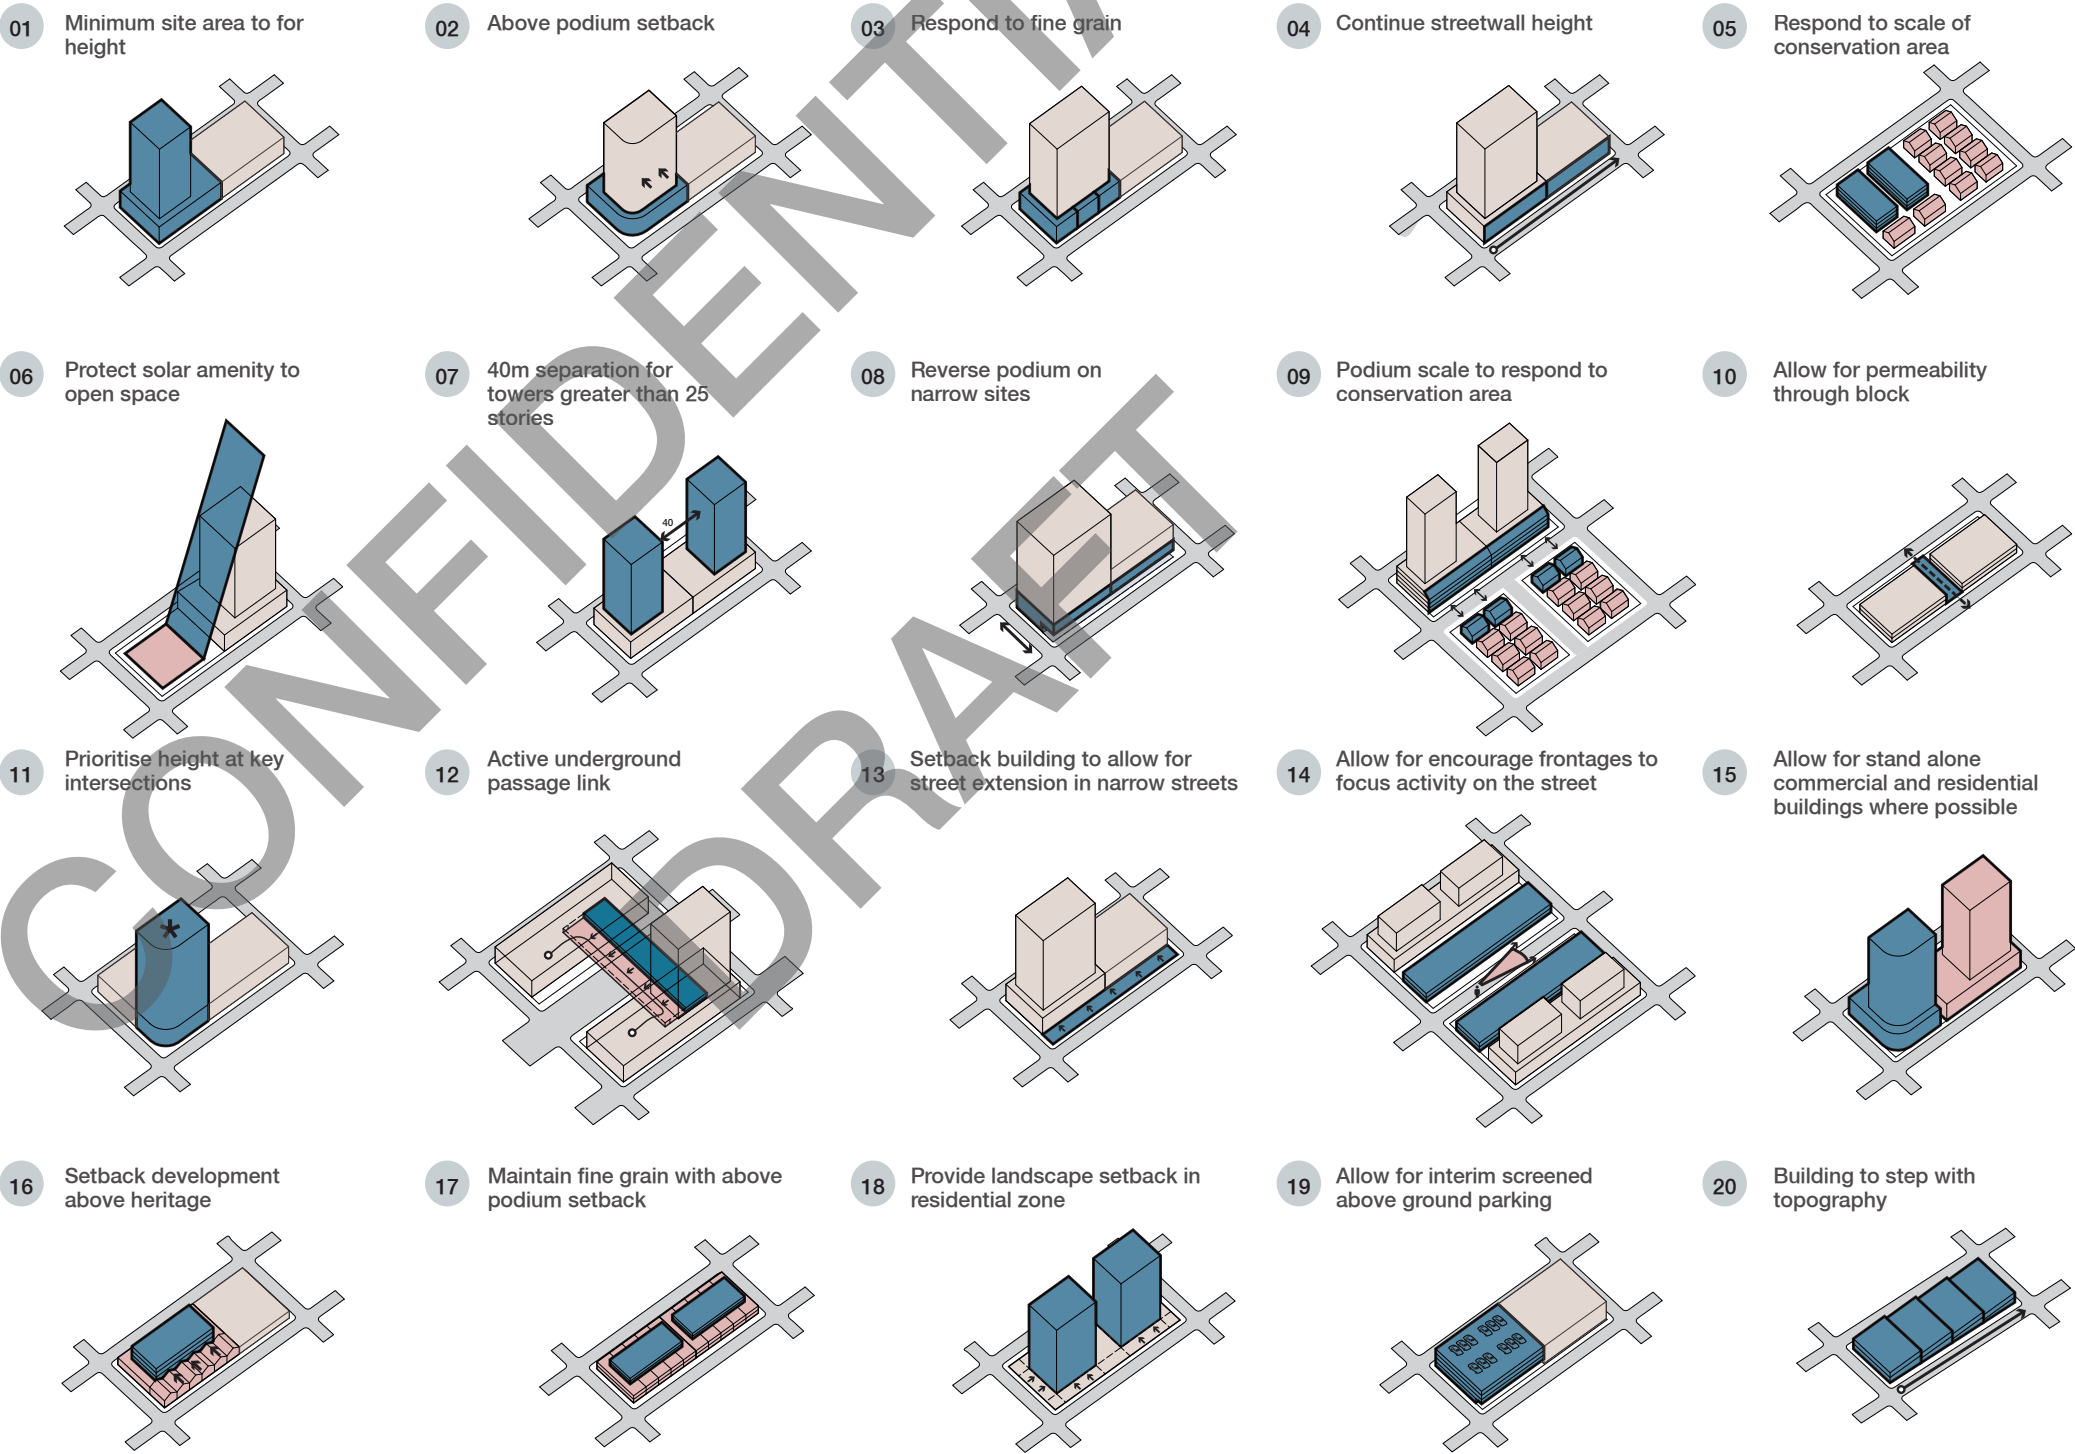 01
Minimum site area to for
height
02
Above podium setback
03
Respond to fine grain
04
Continue streetwall height
05
Respond to scale of
conservation area
06
Protect solar amenity to
open space
07
40m separation for
towers greater than 25
stories
40
08
Reverse podium on
narrow sites
09
Podium scale to respond to
conservation area
10
Allow for permeability
through block
11
Prioritise height at key
intersections
*
12
Active underground
passage link
13
Setback building to allow for
street extension in narrow streets
14
Allow for encourage frontages to
focus activity on the street
15
Allow for stand alone
commercial and residential
buildings where possible
16
Setback development
above heritage
17
Maintain fine grain with above
podium setback
18
Provide landscape setback in
residential zone
19
Allow for interim screened
above ground parking
20
Building to step with
topography
CONFIDENTIA
DRAFT